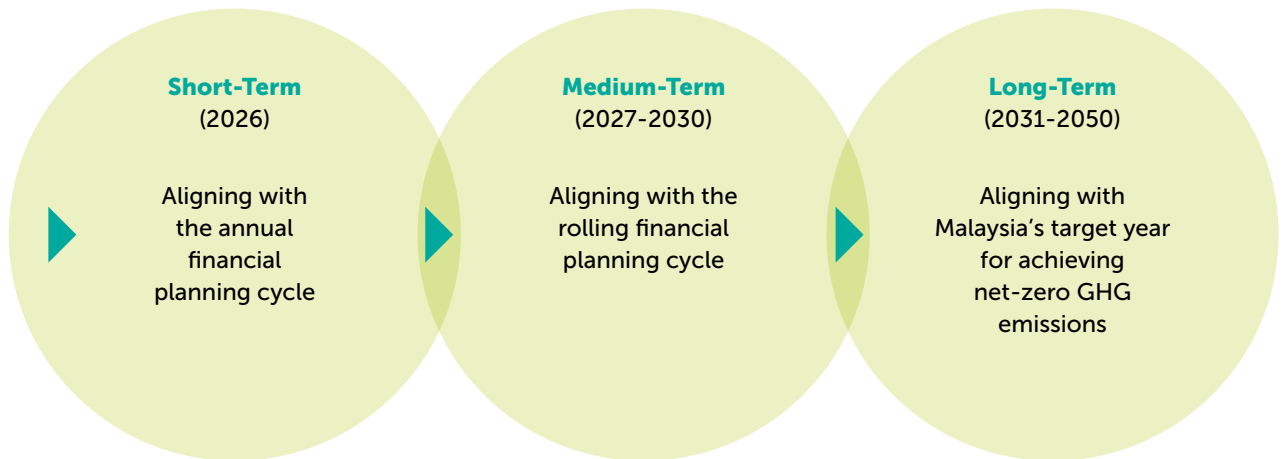 Short-Term
(2026)
Aligning with
the annual
financial
planning cycle
Medium-Term
(2027-2030)
Aligning with the
rolling financial
planning cycle
Long-Term
(2031-2050)
Aligning with
Malaysia’s target year
for achieving
net-zero GHG
emissions